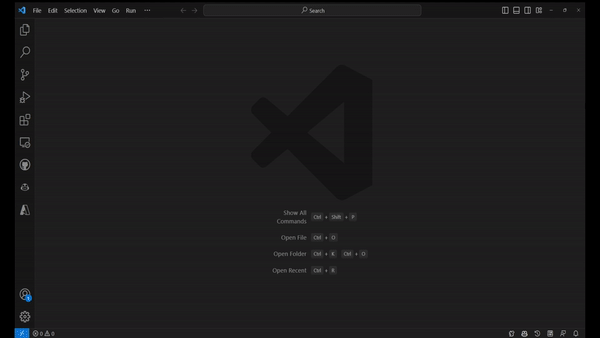 File Edit Selection View Go Run ···
Search
Show All Commands Ctrl + Shift + P
Open File Ctrl + O
Open Folder Ctrl + K Ctrl + O
Open Recent Ctrl + R
1
0 0